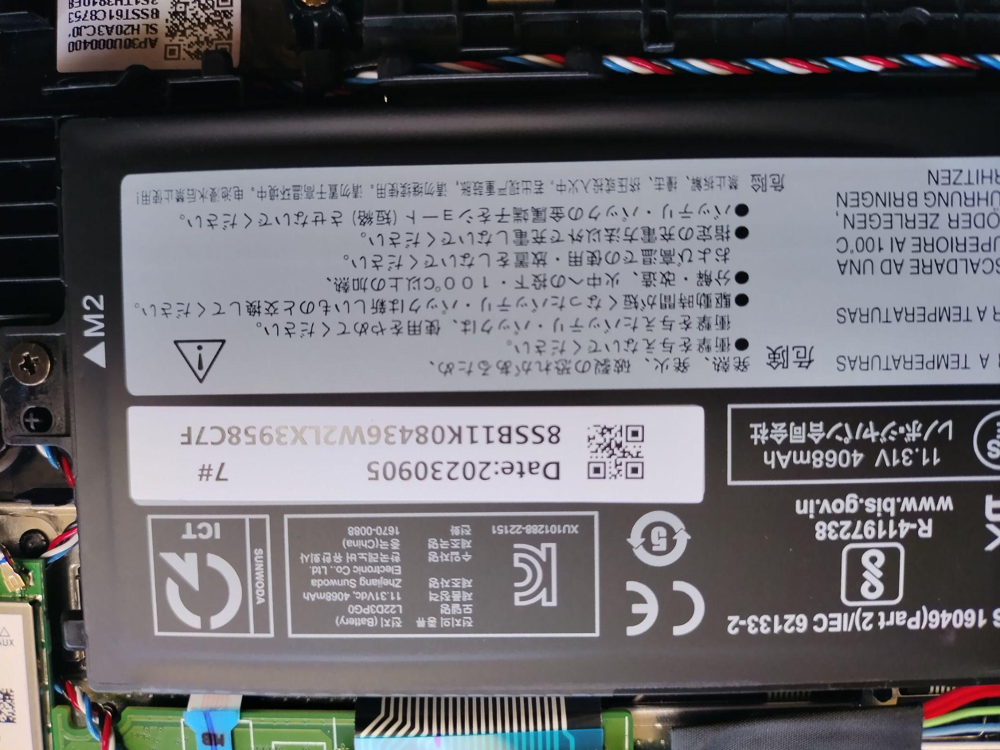 S 16046(Part 2)/IEC 62133-2
R-41197238
www.bis.gov.in
11.31V 4068mAh
レノボ・ジャパン合同会社
CE
5
전지의 종류 전지 (Battery)
모델명 L22D3PG0
제품정격 11.31Vdc, 4068mAh
제조자명 Zhejiang Sunwoda
Electronic Co., Ltd.
수입자명 한국레노버 유한회사
제조국명 중국(China)
전화 1670-0088
XU101288-22151
SUNWODA
ICT
Date:20230905 7#
8SSB11K08436W2LX3958C7F
R A TEMPERATURAS
R A TEMPERATURAS
SCALDARE AD UNA
UPERIORE AI 100°C
ODER ZERLEGEN,
ÜHRUNG BRINGEN
RHITZEN
危険 発熱、発火、破裂の恐れがあるため、
●衝撃を与えないでください。
衝撃を与えたバッテリ・パックは、使用をやめてください。
●駆動時間が短くなったバッテリ・パックは新しいものと交換してください。
●分解・改造、火中への投下・100°C以上の加熱、
および高温での使用・放置をしないでください。
●指定の充電方法以外で充電しないでください。
●バッテリ・パックの金属端子をショート (短絡) させないでください。
危险 禁止拆解、撞击、挤压或投入火中。若出现严重鼓胀，请勿继续使用。请勿置于高温环境中。电池浸水后禁止使用！
M2
AP30U000400
SLH20A3CJ0
8SST61C8753
AUX
MB